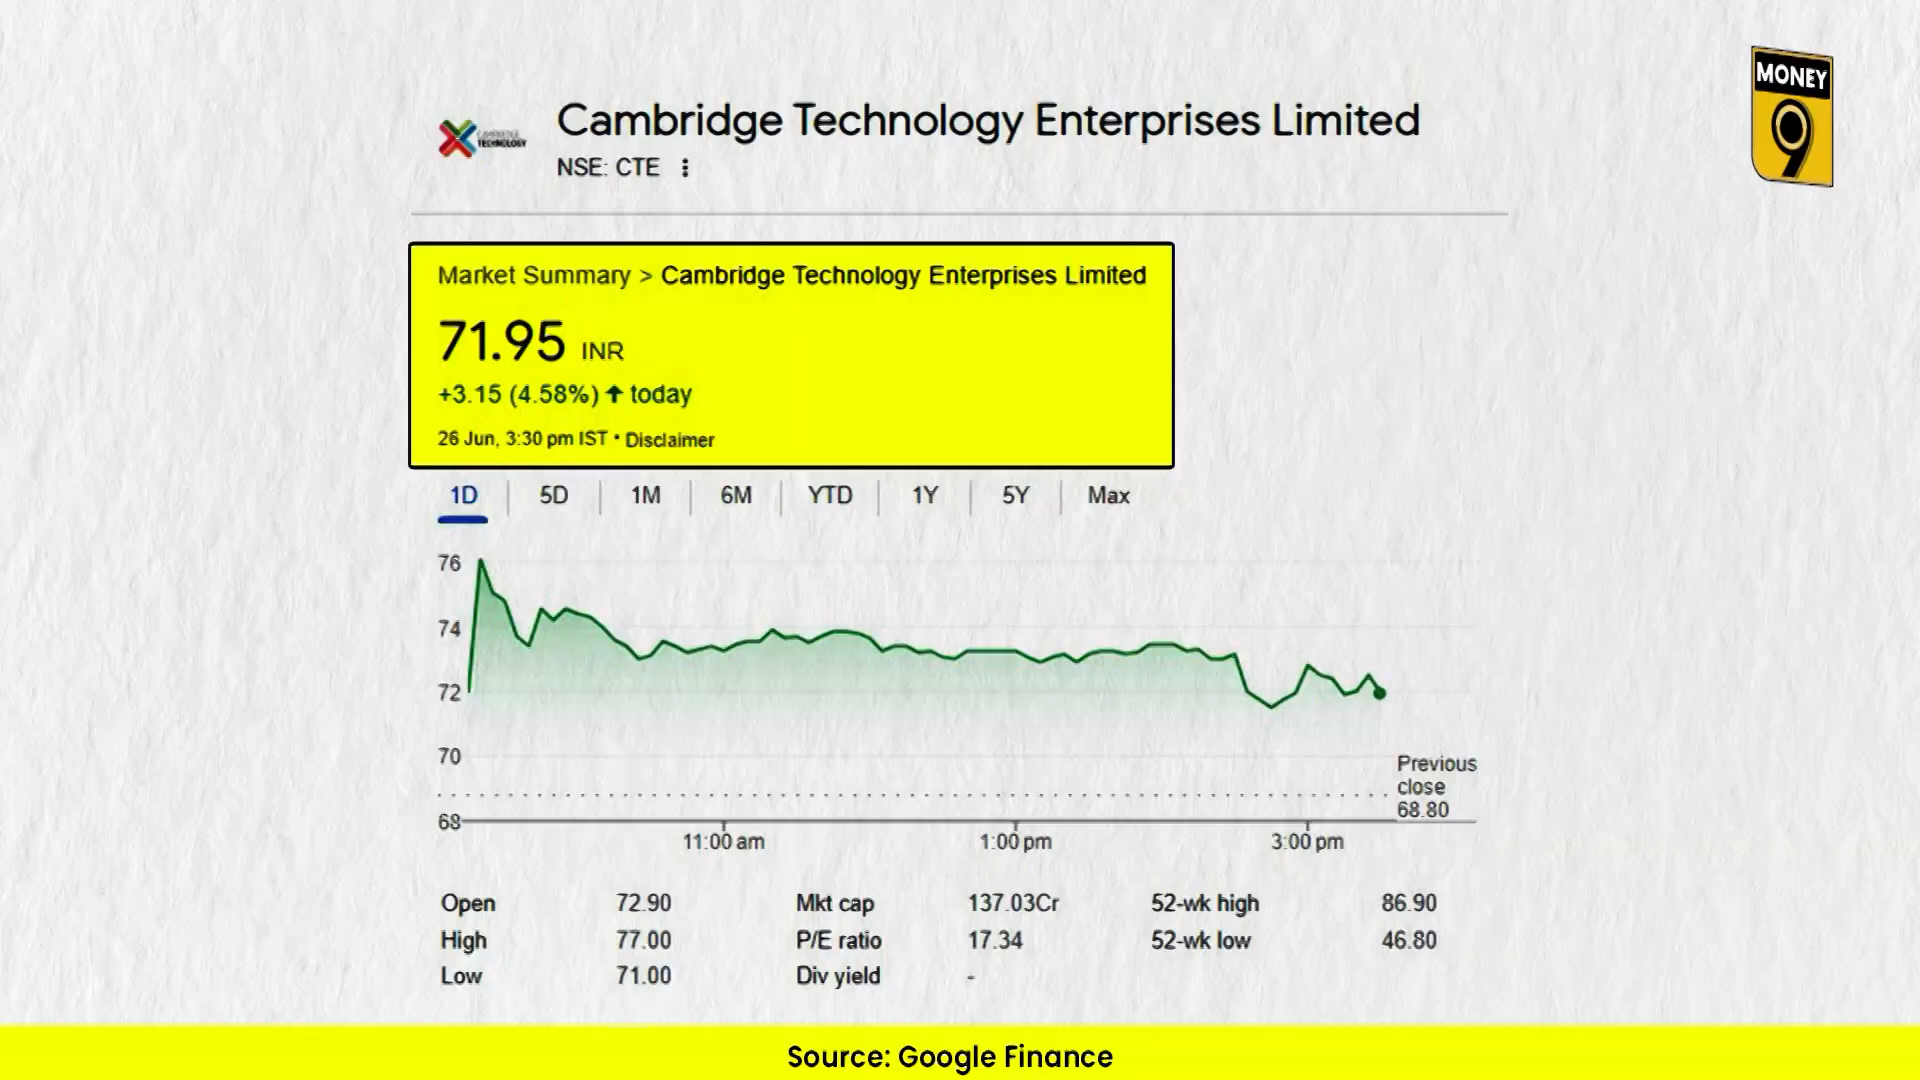 MONEY
9
Cambridge Technology Enterprises Limited
CAMBRIDGE
TECHNOLOGY
NSE: CTE
Market Summary > Cambridge Technology Enterprises Limited
71.95 INR
+3.15 (4.58%) ↑ today
26 Jun, 3:30 pm IST • Disclaimer
1D 5D 1M 6M YTD 1Y 5Y Max
76
74
72
70
68
Previous
close
68.80
11:00 am 1:00 pm 3:00 pm
Open 72.90 Mkt cap 137.03Cr 52-wk high 86.90
High 77.00 P/E ratio 17.34 52-wk low 46.80
Low 71.00 Div yield -
Source: Google Finance